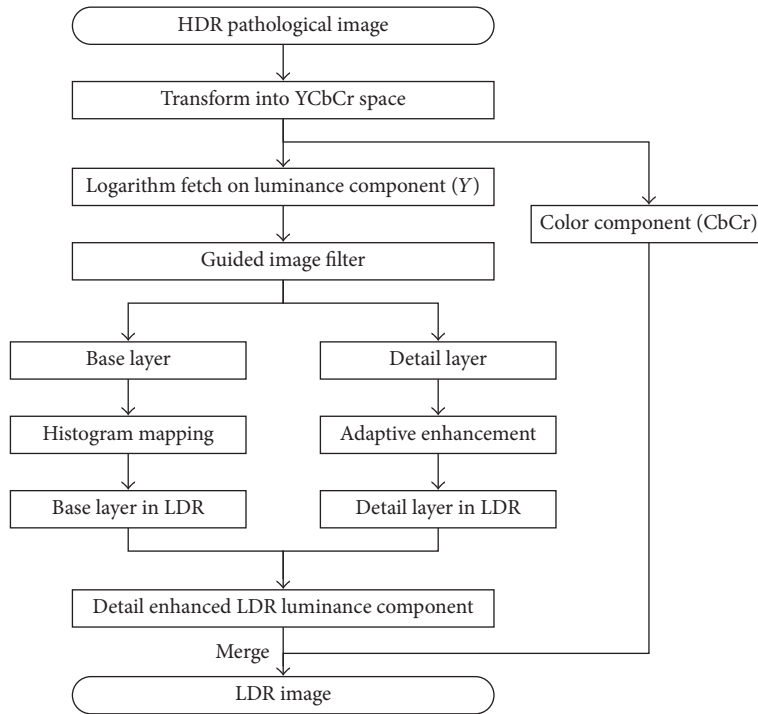 HDR pathological image
Transform into YCbCr space
Logarithm fetch on luminance component (Y)
Color component (CbCr)
Guided image filter
Base layer
Detail layer
Histogram mapping
Adaptive enhancement
Base layer in LDR
Detail layer in LDR
Detail enhanced LDR luminance component
Merge
LDR image